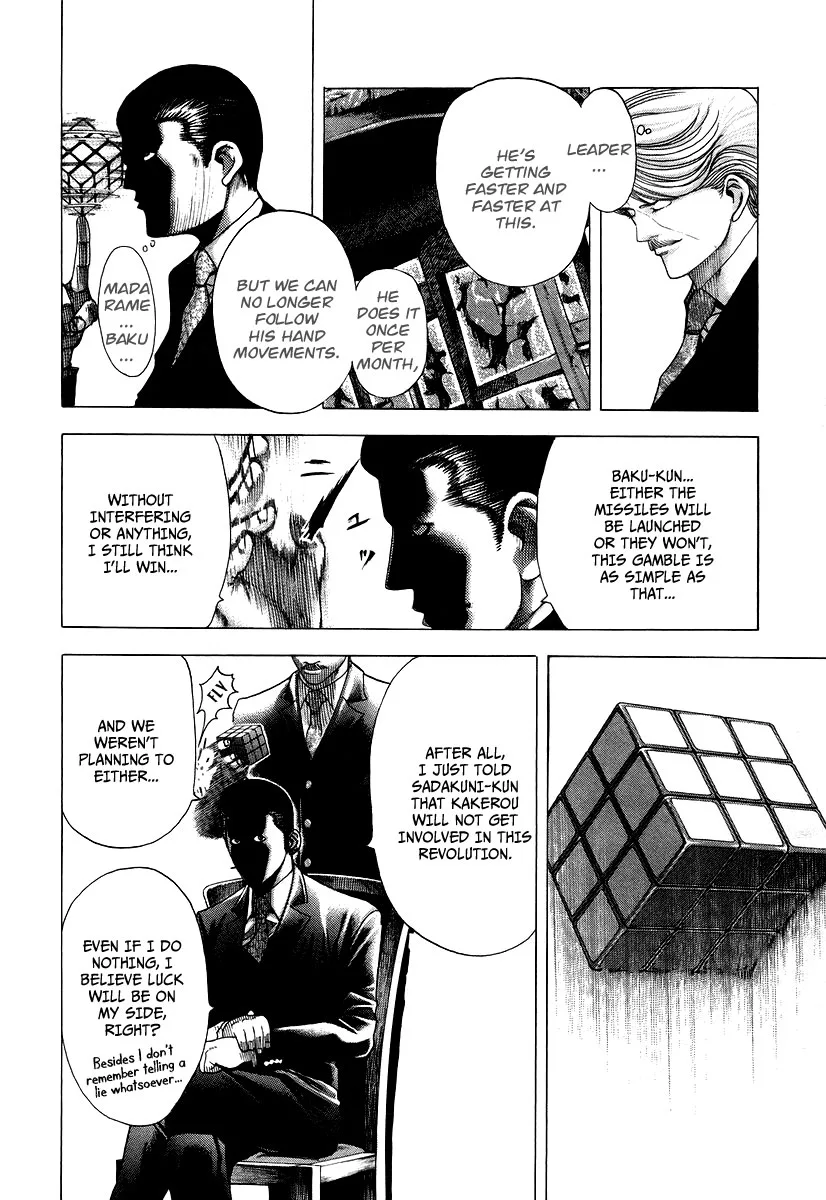 LEADER
...
HE'S
GETTING
FASTER AND
FASTER AT
THIS.
HE
DOES IT
ONCE
PER
MONTH,
BUT WE CAN
NO LONGER
FOLLOW
HIS HAND
MOVEMENTS.
MADA
RAME
...
BAKU
...
BAKU-KUN...
EITHER THE
MISSILES WILL
BE LAUNCHED
OR THEY WON'T,
THIS GAMBLE IS
AS SIMPLE AS
THAT...
WITHOUT
INTERFERING
OR ANYTHING,
I STILL THINK
I'LL WIN...
AFTER ALL,
I JUST TOLD
SADAKUNI-KUN
THAT KAKEROU
WILL NOT GET
INVOLVED IN THIS
REVOLUTION.
FLY
AND WE
WEREN'T
PLANNING TO
EITHER...
EVEN IF I DO
NOTHING, I
BELIEVE LUCK
WILL BE ON
MY SIDE,
RIGHT?
Besides I don't
remember telling a
lie whatsoever...